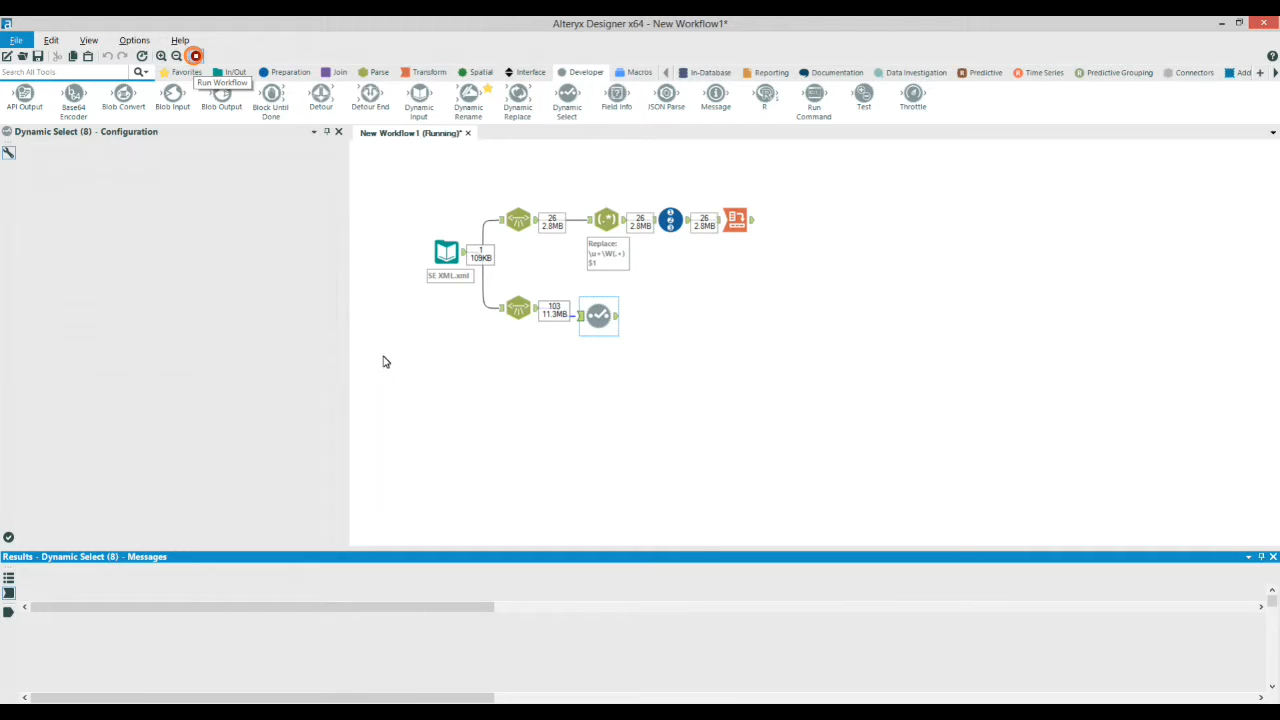 Alteryx Designer x64 - New Workflow1*
File Edit View Options Help
Search All Tools
Run Workflow
Favorites In/Out Preparation Join Parse Transform Spatial Interface Developer Macros In-Database Reporting Documentation Data Investigation Predictive Time Series Predictive Grouping Connectors Add
API Output
Base64 Encoder
Blob Convert
Blob Input
Blob Output
Block Until Done
Detour
Detour End
Dynamic Input
Dynamic Rename
Dynamic Replace
Dynamic Select
Field Info
JSON Parse
Message
R
Run Command
Test
Throttle
Dynamic Select (8) - Configuration
New Workflow1 (Running)*
26
2.8MB
(.*)
26
2.8MB
1
2
3
26
2.8MB
Replace:
\u+\W(.+)
$1
1
109KB
SE XML.xml
103
11.3MB
Results - Dynamic Select (8) - Messages